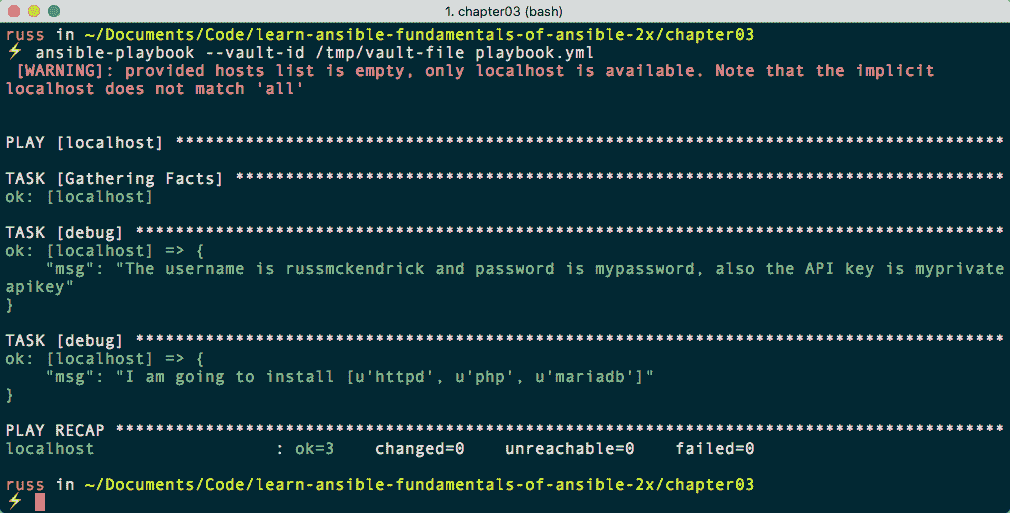 1. chapter03 (bash)
russ in ~/Documents/Code/learn-ansible-fundamentals-of-ansible-2x/chapter03
⚡ ansible-playbook --vault-id /tmp/vault-file playbook.yml
 [WARNING]: provided hosts list is empty, only localhost is available. Note that the implicit
localhost does not match 'all'
PLAY [localhost] **********************************************************************************
TASK [Gathering Facts] ****************************************************************************
ok: [localhost]
TASK [debug] **************************************************************************************
ok: [localhost] => {
    "msg": "The username is russmckendrick and password is mypassword, also the API key is myprivate
apikey"
}
TASK [debug] **************************************************************************************
ok: [localhost] => {
    "msg": "I am going to install [u'httpd', u'php', u'mariadb']"
}
PLAY RECAP ****************************************************************************************
localhost                  : ok=3    changed=0    unreachable=0    failed=0
russ in ~/Documents/Code/learn-ansible-fundamentals-of-ansible-2x/chapter03
⚡